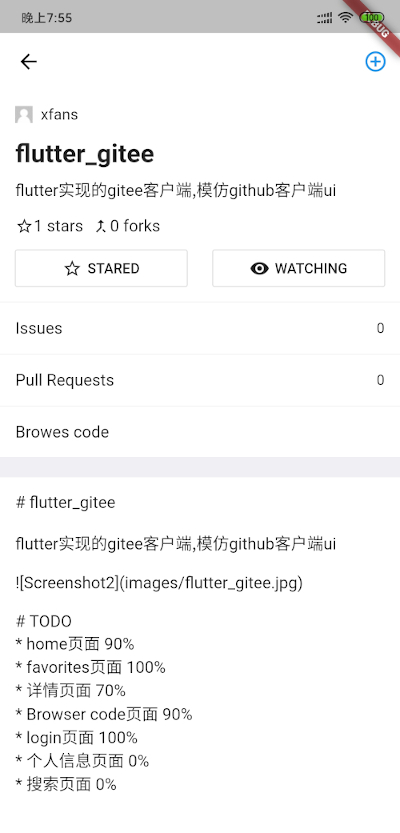 晚上7:55
100
BUG
xfans
flutter_gitee
flutter实现的gitee客户端,模仿github客户端ui
1 stars 0 forks
STARED WATCHING
Issues 0
Pull Requests 0
Browes code
# flutter_gitee
flutter实现的gitee客户端,模仿github客户端ui
![Screenshot2](images/flutter_gitee.jpg)
# TODO
* home页面 90%
* favorites页面 100%
* 详情页面 70%
* Browser code页面 90%
* login页面 100%
* 个人信息页面 0%
* 搜索页面 0%